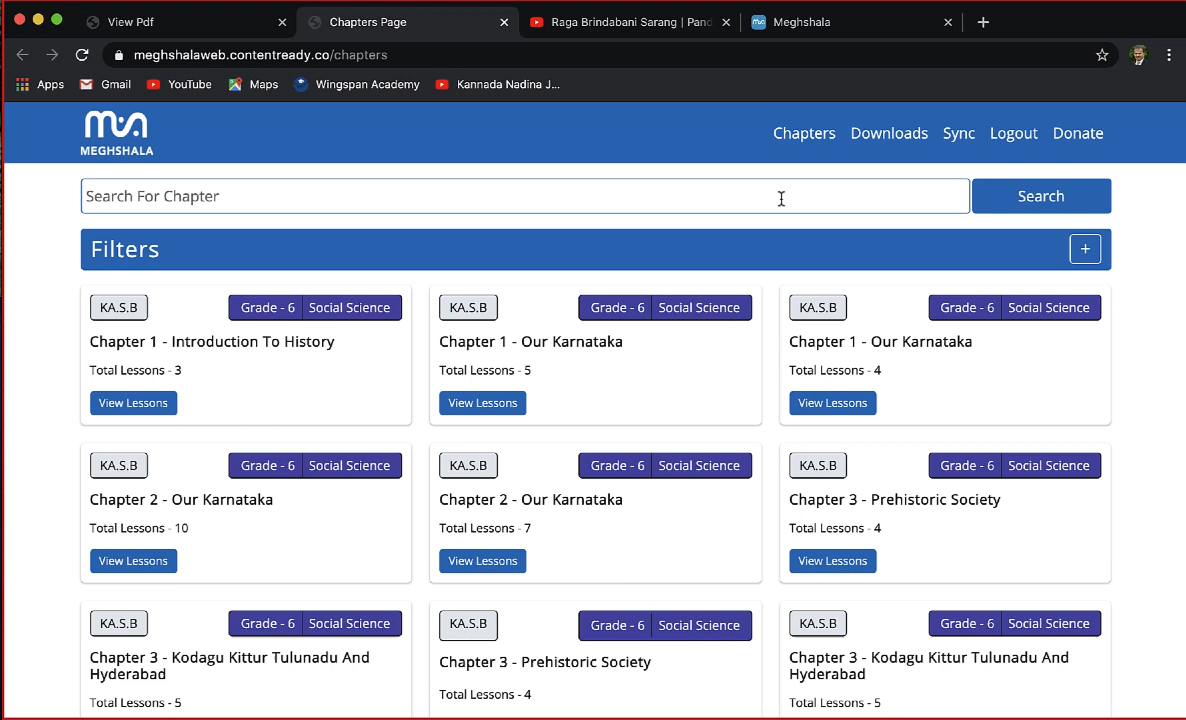 View Pdf
Chapters Page
Raga Brindabani Sarang | Pand
Meghshala
meghshalaweb.contentready.co/chapters
Apps
Gmail
YouTube
Maps
Wingspan Academy
Kannada Nadina J...
MEGHSHALA
Chapters Downloads Sync Logout Donate
Search For Chapter
Search
Filters
+
KA.S.B Grade - 6 Social Science
Chapter 1 - Introduction To History
Total Lessons - 3
View Lessons
KA.S.B Grade - 6 Social Science
Chapter 1 - Our Karnataka
Total Lessons - 5
View Lessons
KA.S.B Grade - 6 Social Science
Chapter 1 - Our Karnataka
Total Lessons - 4
View Lessons
KA.S.B Grade - 6 Social Science
Chapter 2 - Our Karnataka
Total Lessons - 10
View Lessons
KA.S.B Grade - 6 Social Science
Chapter 2 - Our Karnataka
Total Lessons - 7
View Lessons
KA.S.B Grade - 6 Social Science
Chapter 3 - Prehistoric Society
Total Lessons - 4
View Lessons
KA.S.B Grade - 6 Social Science
Chapter 3 - Kodagu Kittur Tulunadu And
Hyderabad
Total Lessons - 5
KA.S.B Grade - 6 Social Science
Chapter 3 - Prehistoric Society
Total Lessons - 4
KA.S.B Grade - 6 Social Science
Chapter 3 - Kodagu Kittur Tulunadu And
Hyderabad
Total Lessons - 5